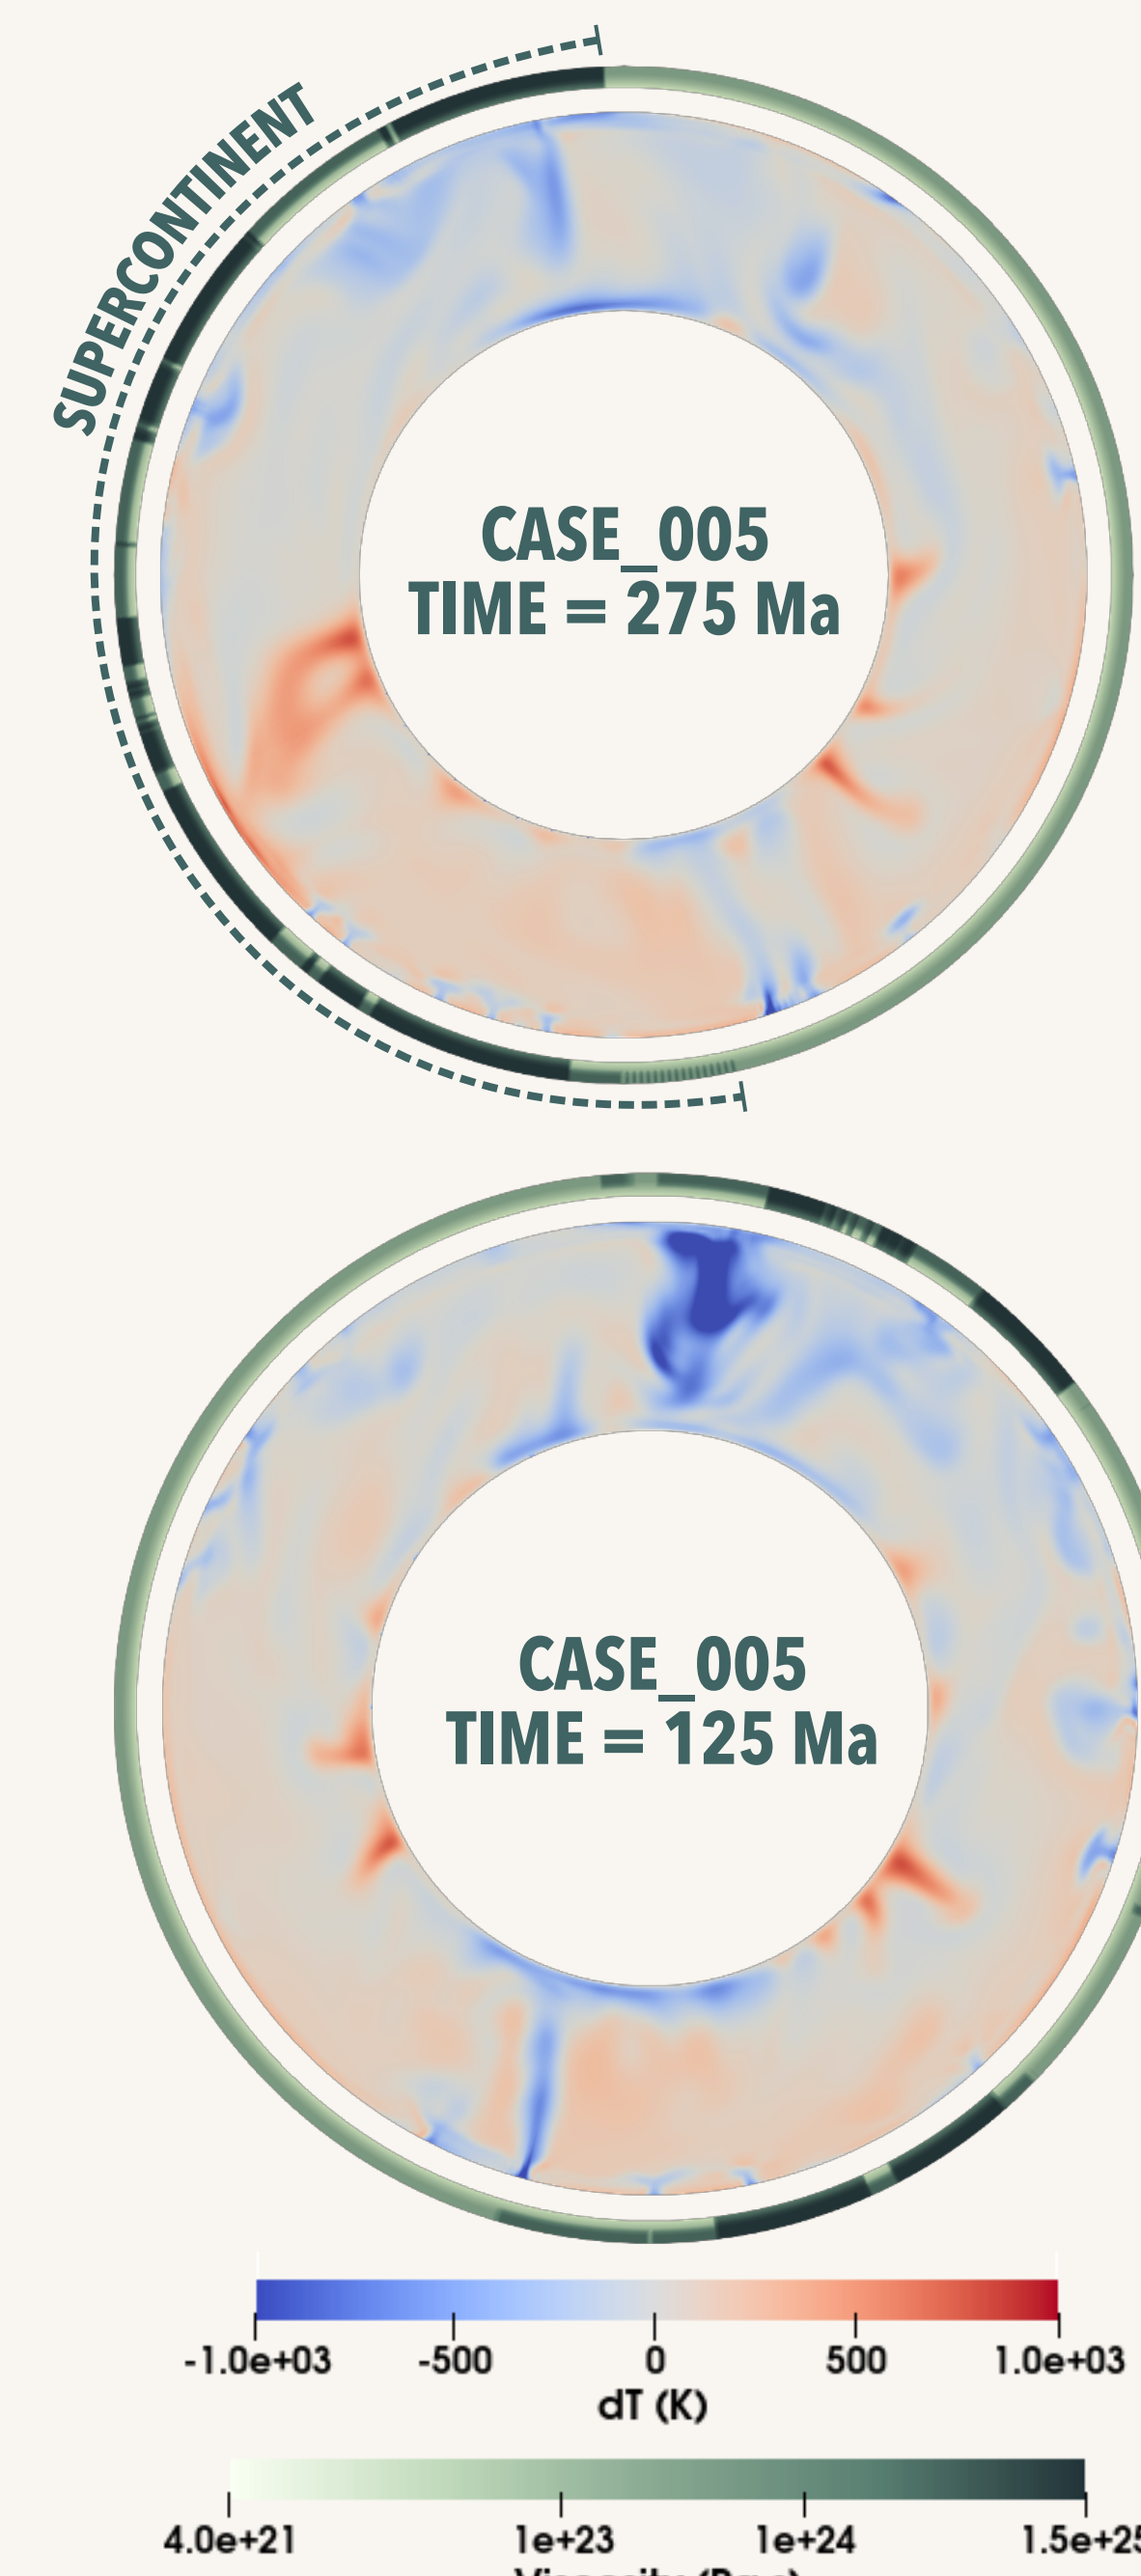 SUPERCONTINENT
CASE_005
TIME = 275 Ma
CASE_005
TIME = 125 Ma
-1.0e+03 -500 0 500 1.0e+03
dT (K)
4.0e+21 1e+23 1e+24